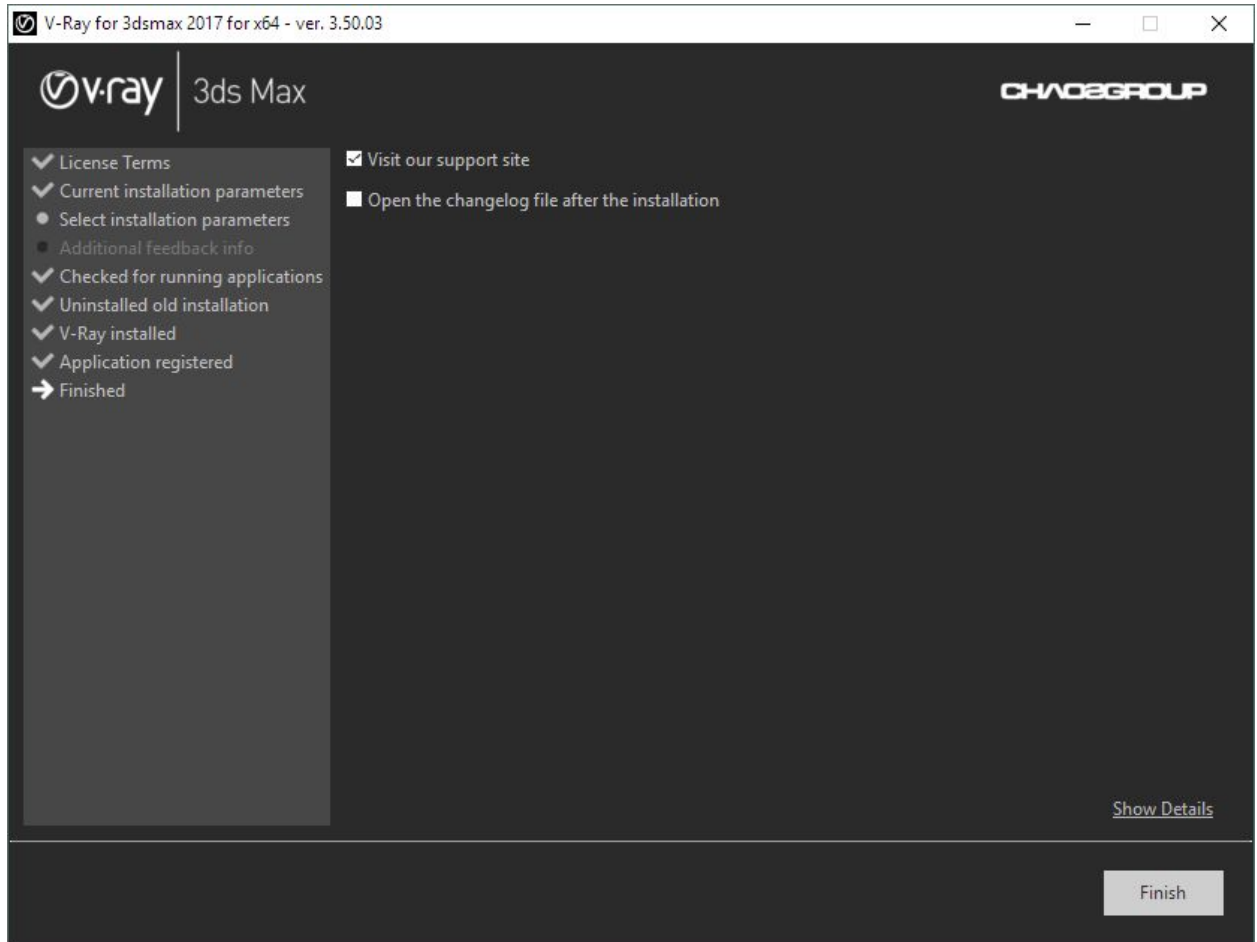 V-Ray for 3dsmax 2017 for x64 - ver. 3.50.03
v·ray | 3ds Max
CHAOSGROUP
License Terms
Current installation parameters
Select installation parameters
Additional feedback info
Checked for running applications
Uninstalled old installation
V-Ray installed
Application registered
Finished
Visit our support site
Open the changelog file after the installation
Show Details
Finish